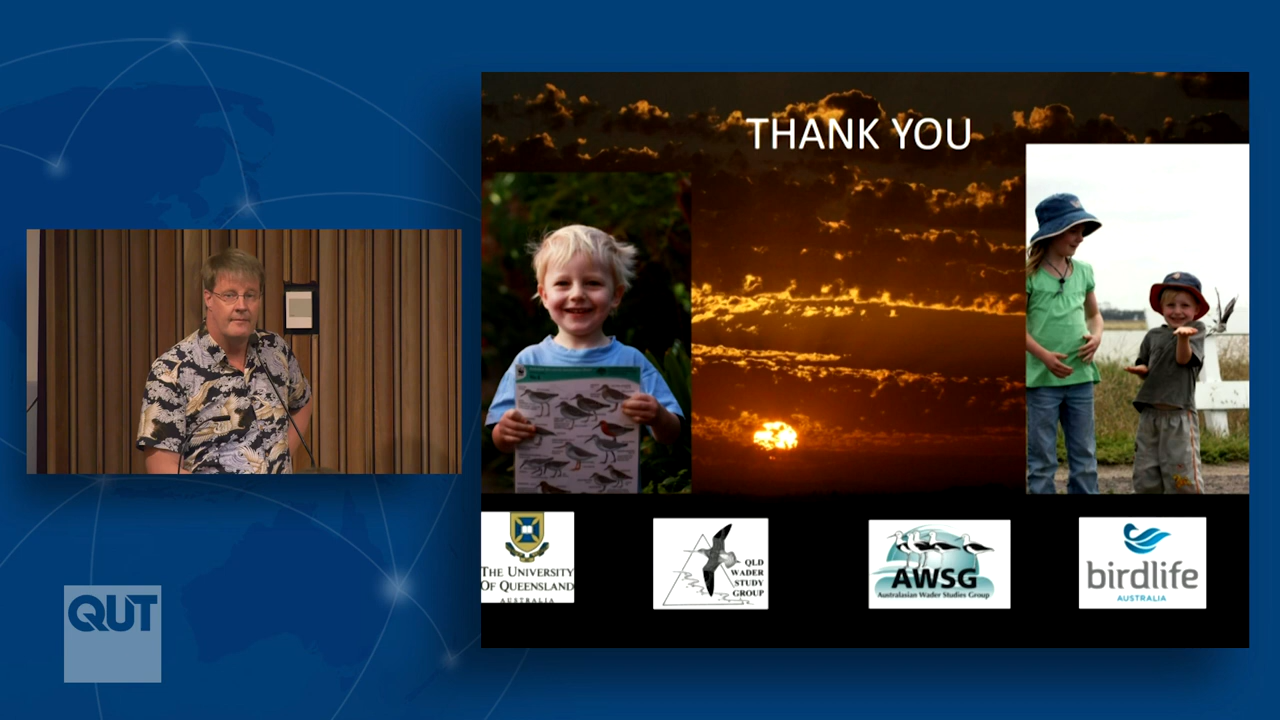 THANK YOU
THE UNIVERSITY
OF QUEENSLAND
AUSTRALIA
QLD
WADER
STUDY
GROUP
AWSG
Australasian Wader Studies Group
birdlife
AUSTRALIA
QUT